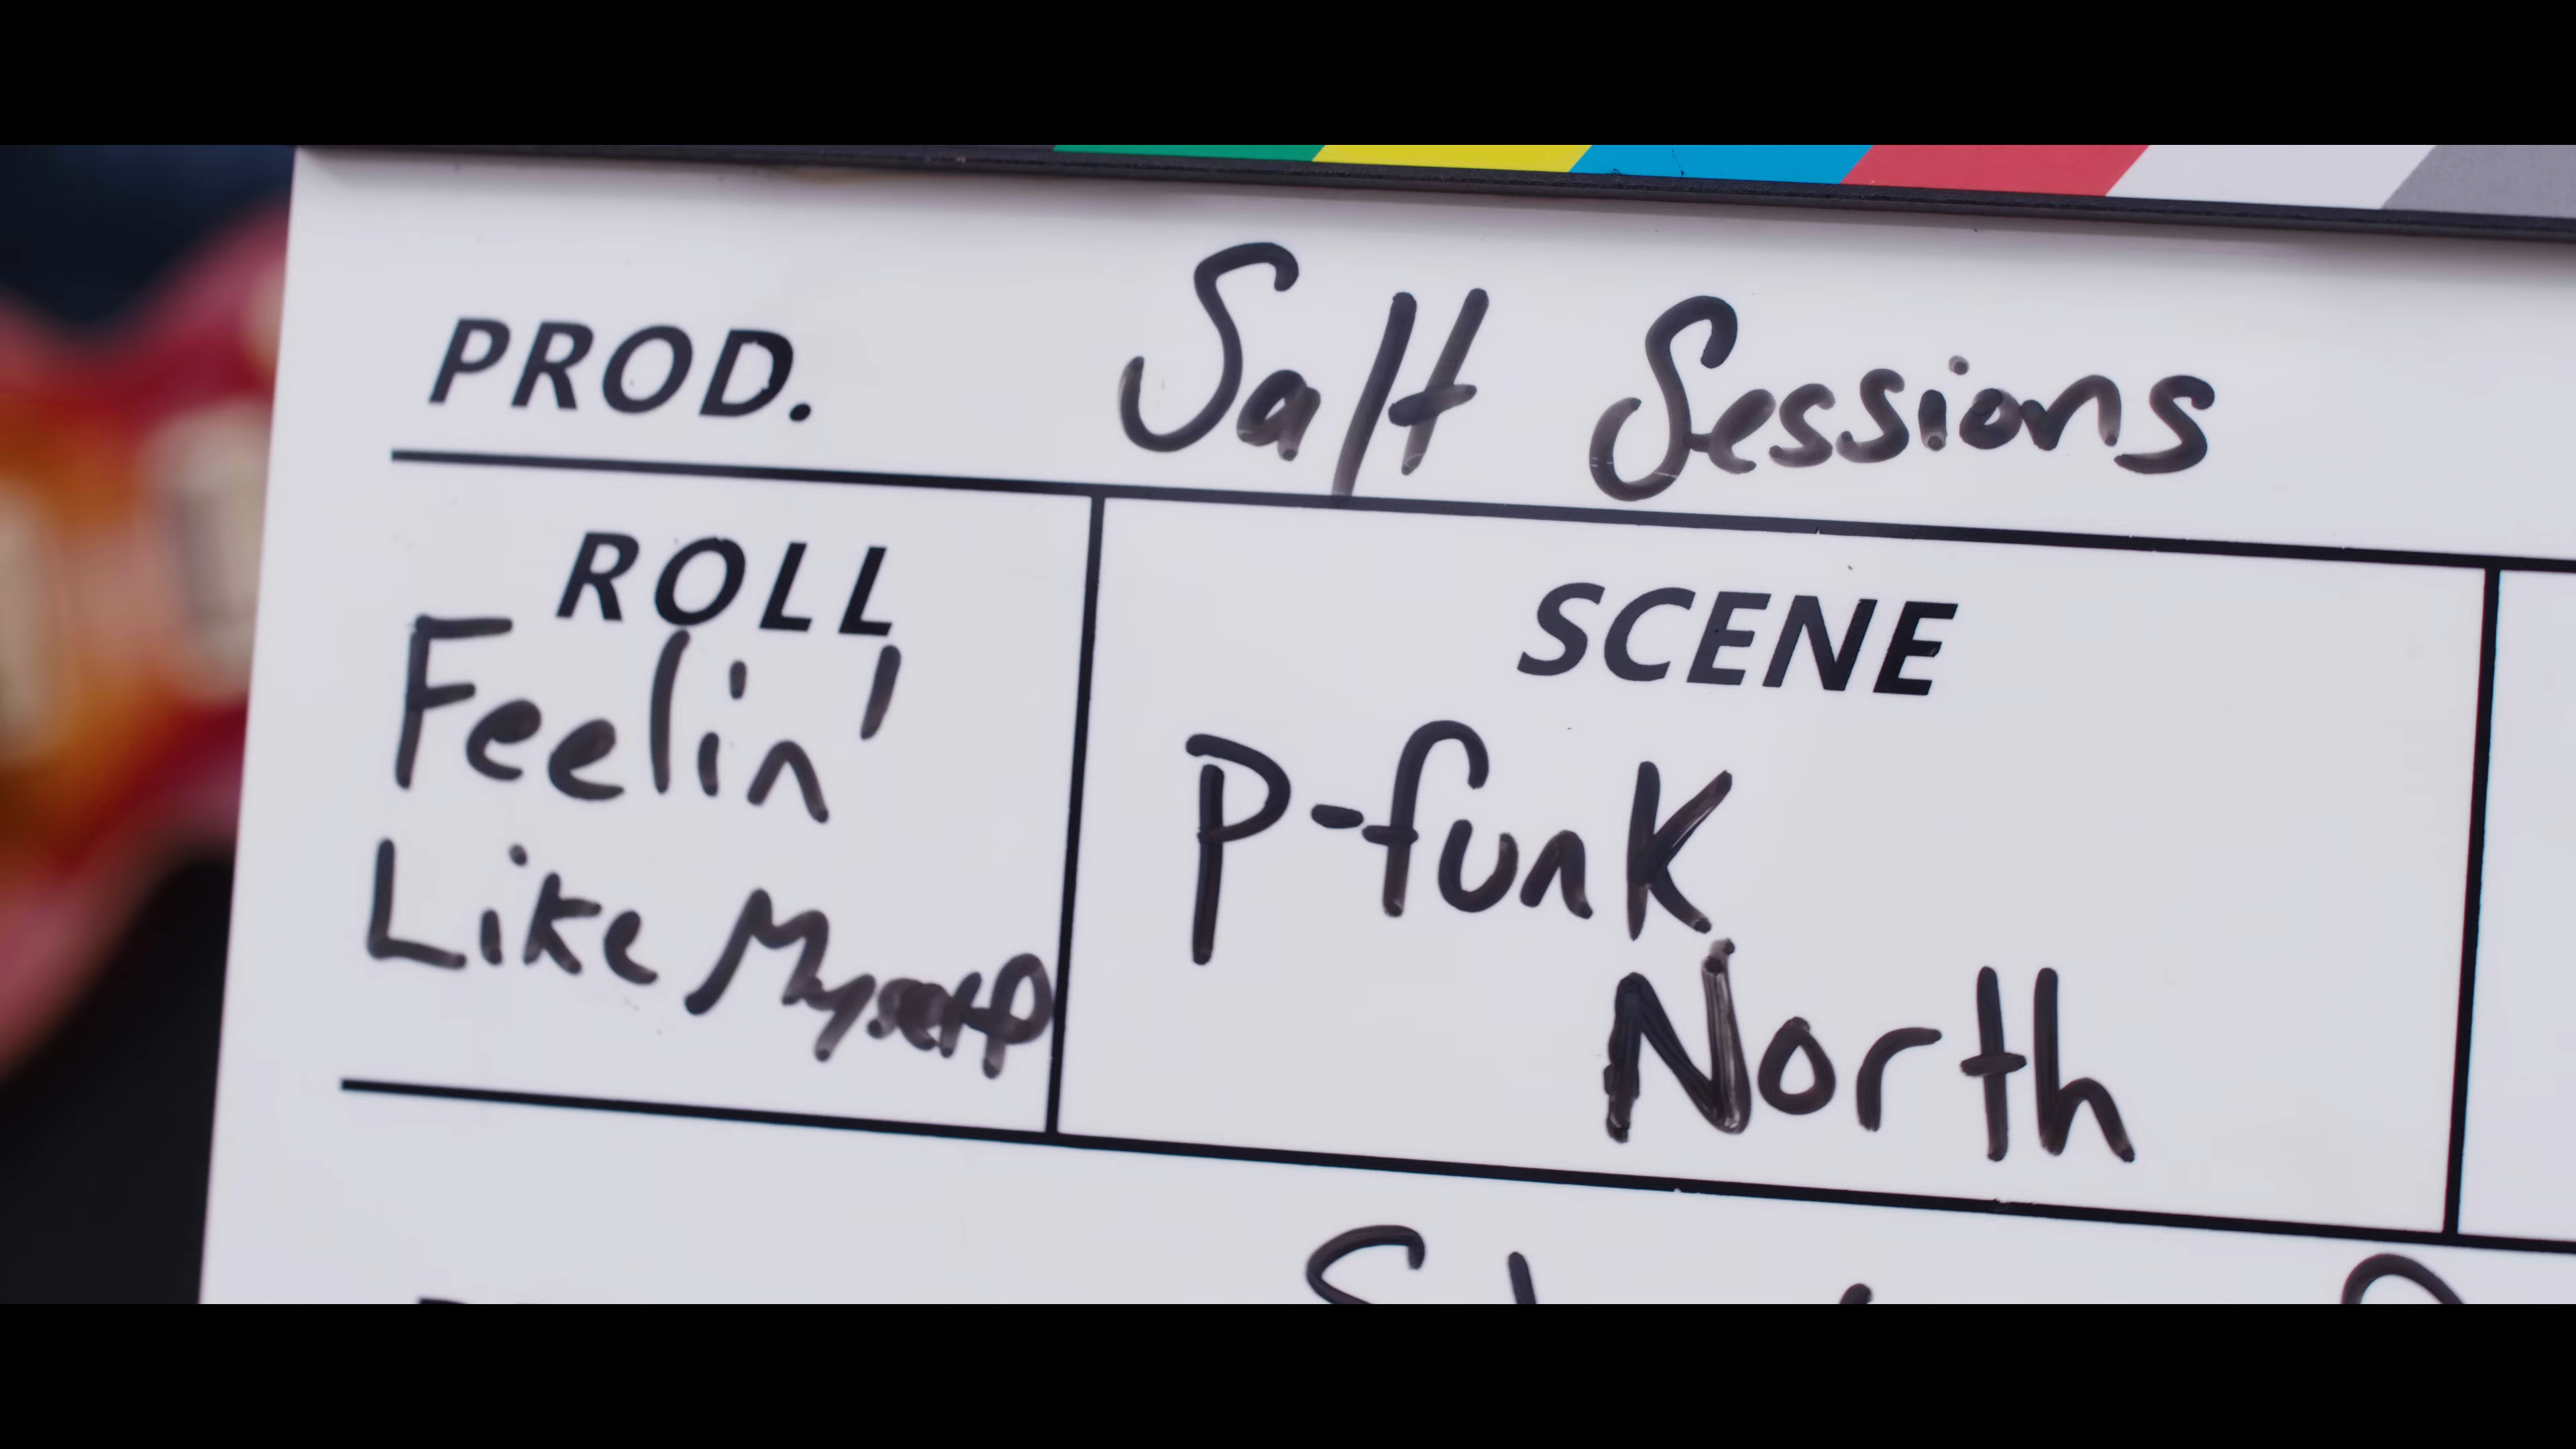 PROD. Salt Sessions
ROLL
Feelin'
Like Myself
SCENE
P-funk
North